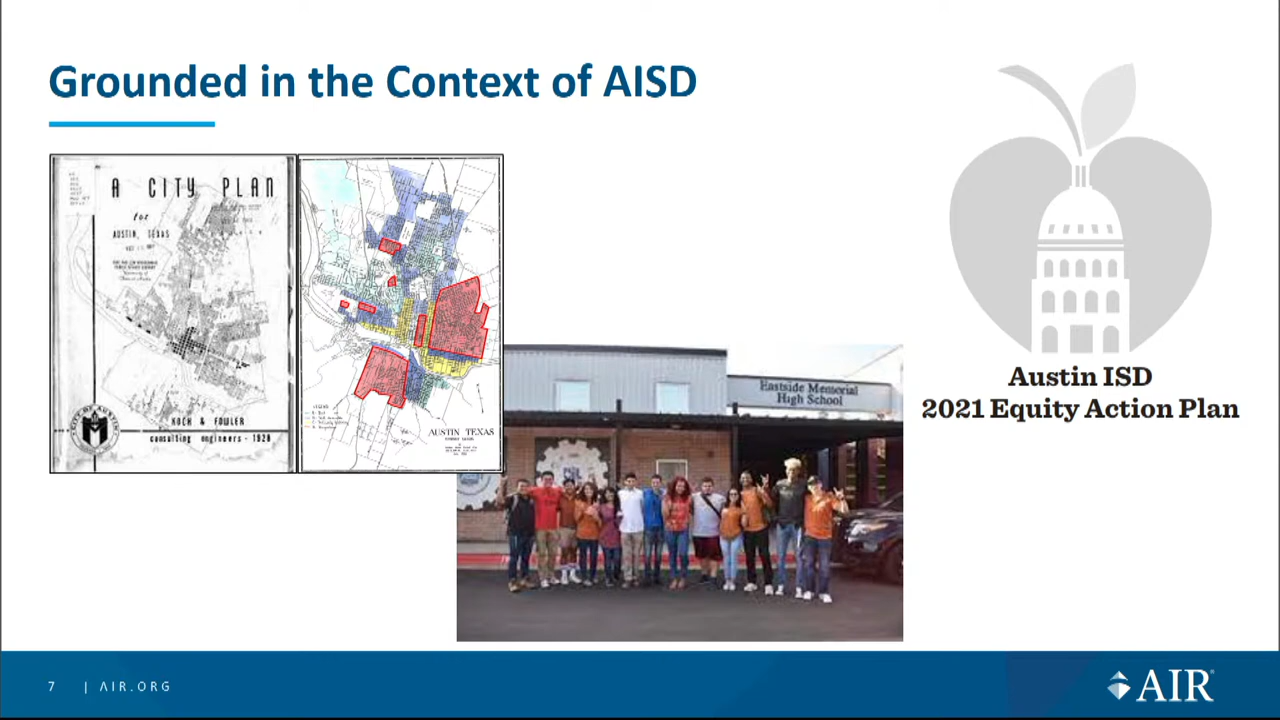 Grounded in the Context of AISD
A CITY PLAN
for
AUSTIN, TEXAS
KOCH & FOWLER
consulting engineers - 1928
AUSTIN TEXAS
Eastside Memorial
High School
Austin ISD
2021 Equity Action Plan
7 | AIR.ORG
AIR